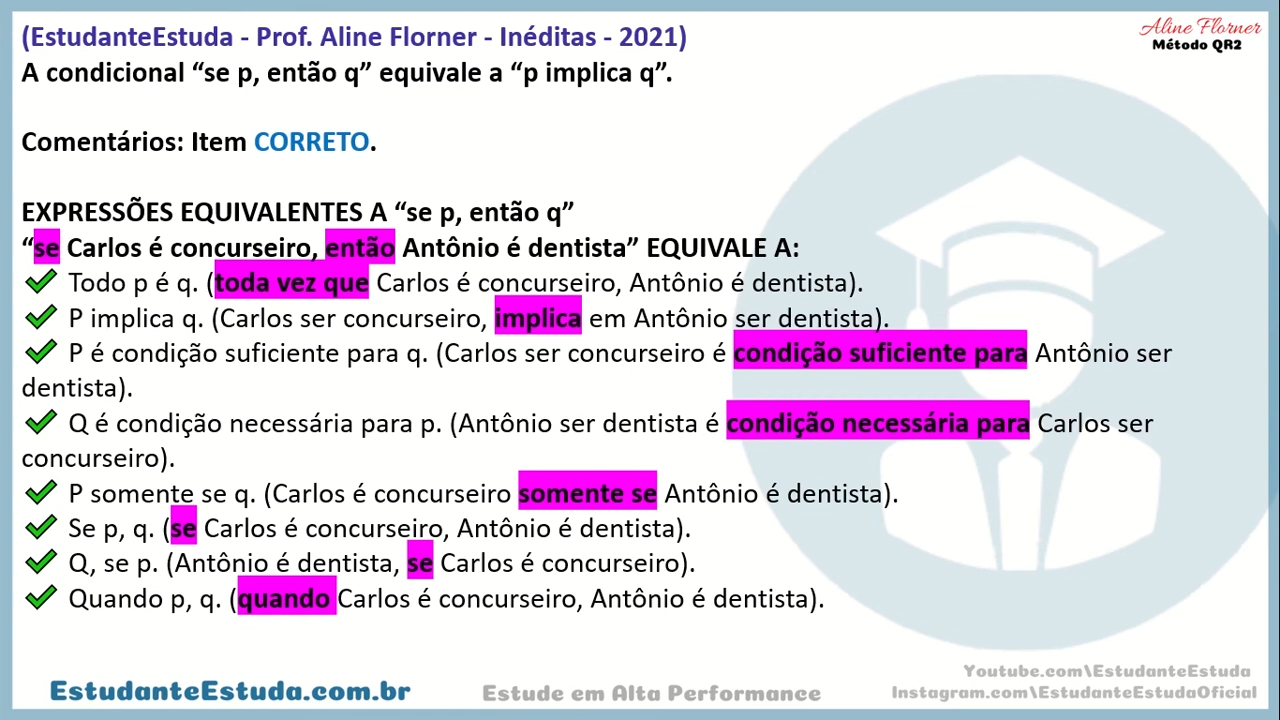 (EstudanteEstuda - Prof. Aline Florner - Inéditas - 2021)
Aline Florner
Método QR2
A condicional “se p, então q” equivale a “p implica q”.
Comentários: Item CORRETO.
EXPRESSÕES EQUIVALENTES A “se p, então q”
“se Carlos é concurseiro, então Antônio é dentista” EQUIVALE A:
Todo p é q. (toda vez que Carlos é concurseiro, Antônio é dentista).
P implica q. (Carlos ser concurseiro, implica em Antônio ser dentista).
P é condição suficiente para q. (Carlos ser concurseiro é condição suficiente para Antônio ser
dentista).
Q é condição necessária para p. (Antônio ser dentista é condição necessária para Carlos ser
concurseiro).
P somente se q. (Carlos é concurseiro somente se Antônio é dentista).
Se p, q. (se Carlos é concurseiro, Antônio é dentista).
Q, se p. (Antônio é dentista, se Carlos é concurseiro).
Quando p, q. (quando Carlos é concurseiro, Antônio é dentista).
EstudanteEstuda.com.br
Estude em Alta Performance
Youtube.com\EstudanteEstuda
Instagram.com\EstudanteEstudaOficial